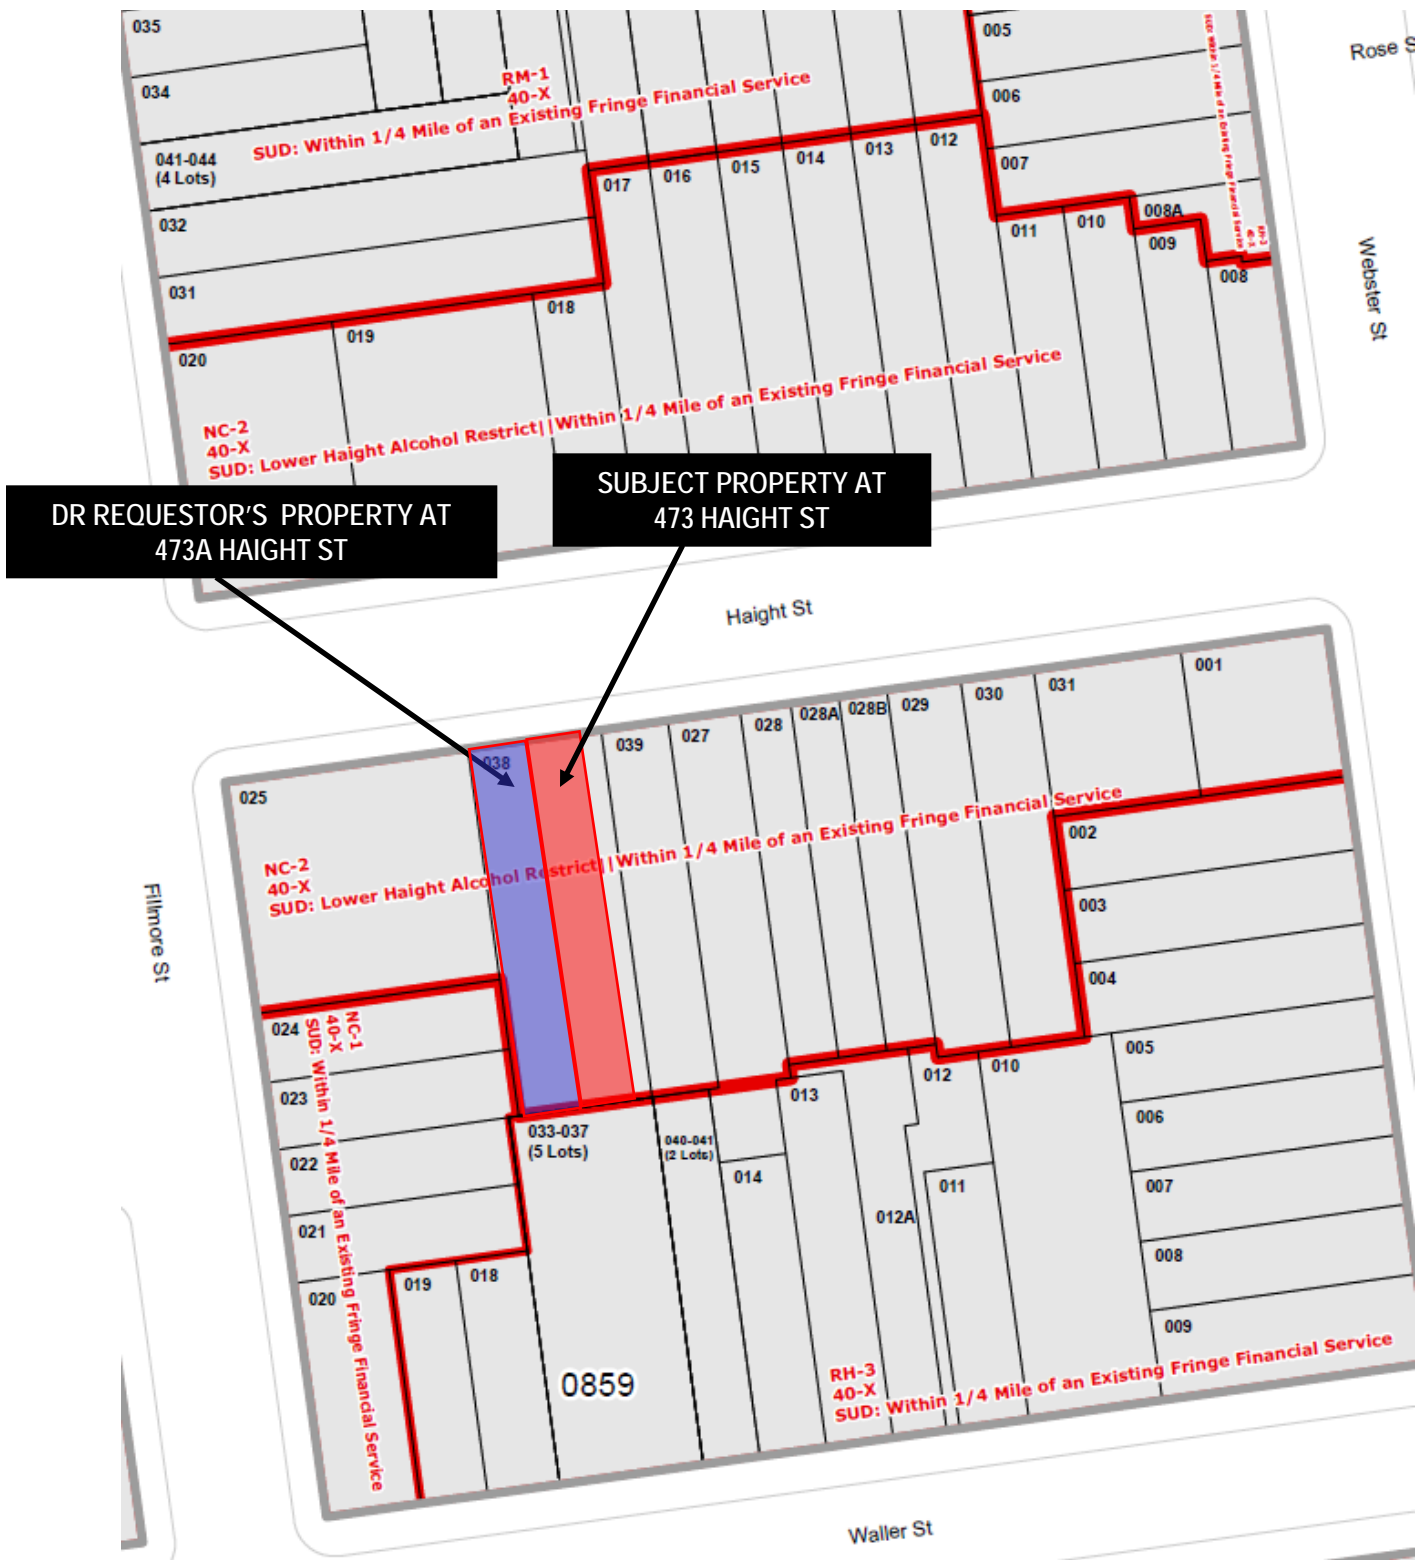 035
034
041-044
(4 Lots)
032
031
RM-1
40-X
SUD: Within 1/4 Mile of an Existing Fringe Financial Service
005
006
007
Rose S
017
016
015
014
013
012
011
010
008A
009
008
Webster St
020
019
018
NC-2
40-X
SUD: Lower Haight Alcohol Restrict||Within 1/4 Mile of an Existing Fringe Financial Service
DR REQUESTOR'S PROPERTY AT
473A HAIGHT ST
SUBJECT PROPERTY AT
473 HAIGHT ST
Haight St
025
038
039
027
028
028A
028B
029
030
031
001
NC-2
40-X
SUD: Lower Haight Alcohol Restrict||Within 1/4 Mile of an Existing Fringe Financial Service
Fillmore St
002
003
004
024
023
022
021
020
NC-1
40-X
SUD: Within 1/4 Mile of an Existing Fringe Financial Service
019
018
033-037
(5 Lots)
040-041
(2 Lots)
014
013
012
010
012A
011
005
006
007
008
009
0859
RH-3
40-X
SUD: Within 1/4 Mile of an Existing Fringe Financial Service
Waller St